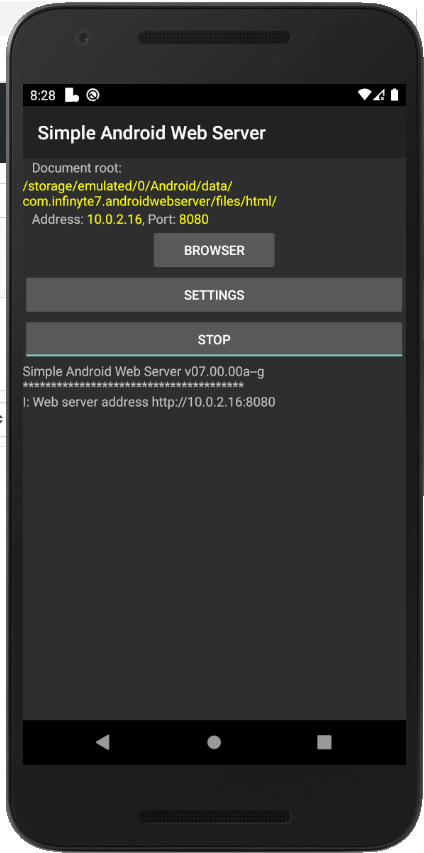 8:28
Simple Android Web Server
Document root:
/storage/emulated/0/Android/data/
com.infinyte7.androidwebserver/files/html/
Address: 10.0.2.16, Port: 8080
BROWSER
SETTINGS
STOP
Simple Android Web Server v07.00.00a--g
****************************************
I: Web server address http://10.0.2.16:8080